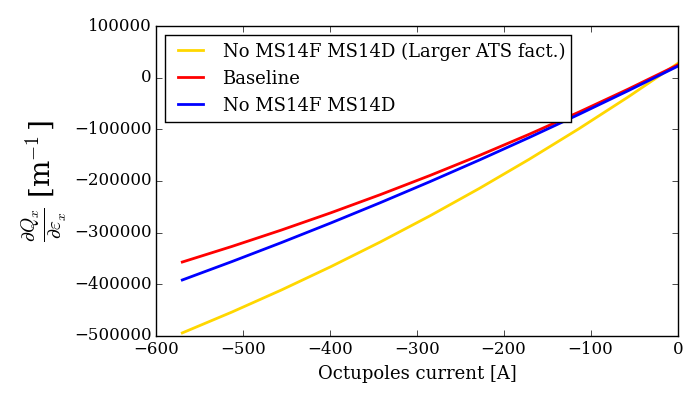 100000
0
−100000
−200000
−300000
−400000
−500000
−600
−500
−400
−300
−200
−100
0
Octupoles current [A]
∂Qₓ/∂εₓ [m⁻¹]
No MS14F MS14D (Larger ATS fact.)
Baseline
No MS14F MS14D